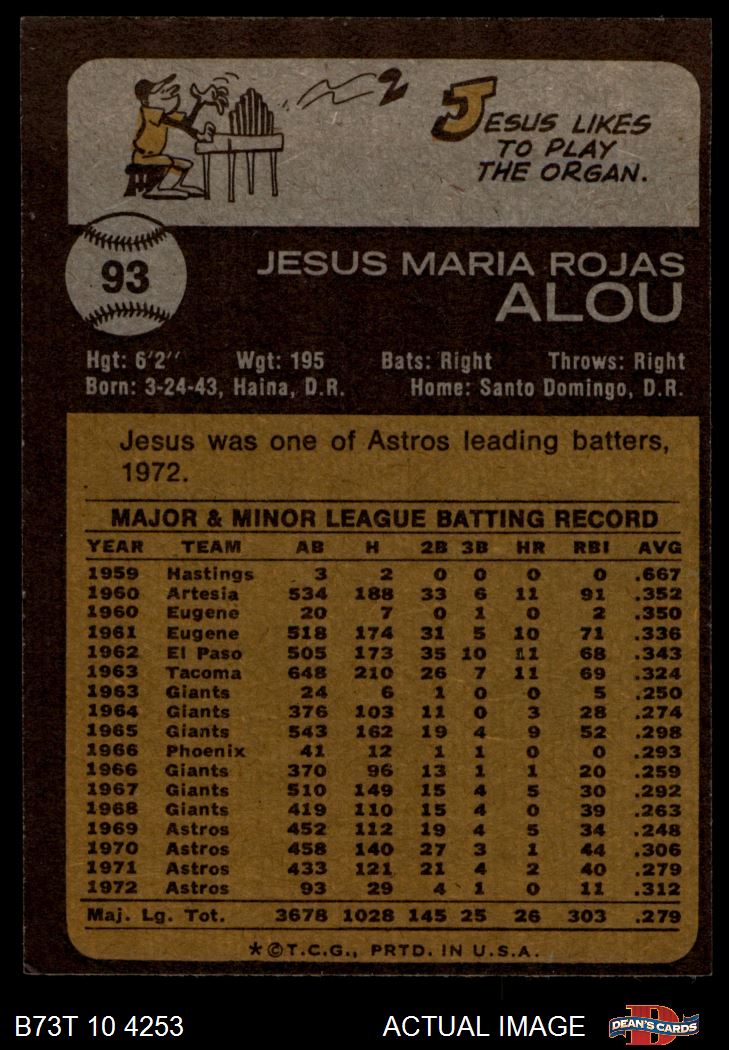 JESUS LIKES
TO PLAY
THE ORGAN.
93
JESUS MARIA ROJAS
ALOU
Hgt: 6'2" Wgt: 195 Bats: Right Throws: Right
Born: 3-24-43, Haina, D.R. Home: Santo Domingo, D.R.
Jesus was one of Astros leading batters,
1972.
MAJOR & MINOR LEAGUE BATTING RECORD
YEAR TEAM AB H 2B 3B HR RBI AVG
1959 Hastings 3 2 0 0 0 0 .667
1960 Artesia 534 188 33 6 11 91 .352
1960 Eugene 20 7 0 1 0 2 .350
1961 Eugene 518 174 31 5 10 71 .336
1962 El Paso 505 173 35 10 11 68 .343
1963 Tacoma 648 210 26 7 11 69 .324
1963 Giants 24 6 1 0 0 5 .250
1964 Giants 376 103 11 0 3 28 .274
1965 Giants 543 162 19 4 9 52 .298
1966 Phoenix 41 12 1 1 0 0 .293
1966 Giants 370 96 13 1 1 20 .259
1967 Giants 510 149 15 4 5 30 .292
1968 Giants 419 110 15 4 0 39 .263
1969 Astros 452 112 19 4 5 34 .248
1970 Astros 458 140 27 3 1 44 .306
1971 Astros 433 121 21 4 2 40 .279
1972 Astros 93 29 4 1 0 11 .312
Maj. Lg. Tot. 3678 1028 145 25 26 303 .279
*©T.C.G., PRTD. IN U.S.A.
B73T 10 4253 ACTUAL IMAGE DEAN'S CARDS